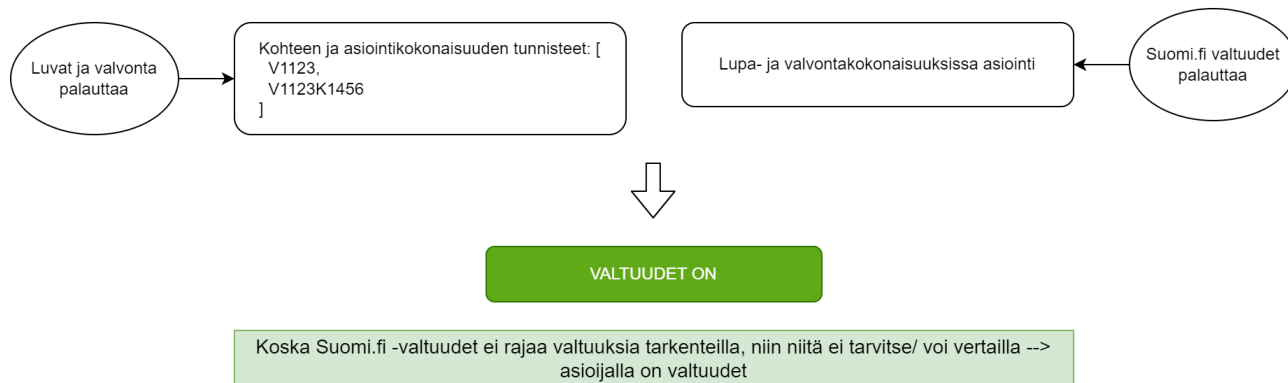 Luvat ja valvonta
palauttaa
Kohteen ja asiointikokonaisuuden tunnisteet: [
V1123,
V1123K1456
]
Lupa- ja valvontakokonaisuuksissa asiointi
Suomi.fi valtuudet
palauttaa
VALTUUDET ON
Koska Suomi.fi -valtuudet ei rajaa valtuuksia tarkenteilla, niin niitä ei tarvitse/ voi vertailla -->
asioijalla on valtuudet